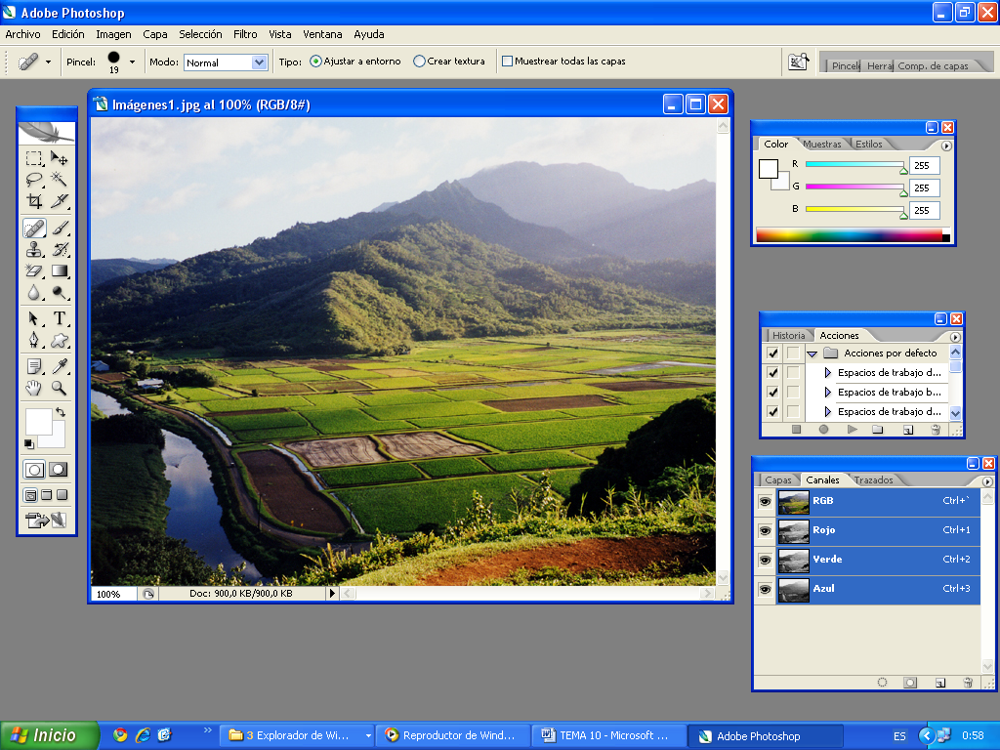 Adobe Photoshop
Archivo Edición Imagen Capa Selección Filtro Vista Ventana Ayuda
Pincel: 19 Modo: Normal Tipo: Ajustar a entorno Crear textura Muestrear todas las capas
Pincel Herra Comp. de capas
Imágenes1.jpg al 100% (RGB/8#)
Color Muestras Estilos
R 255
G 255
B 255
T
Historia Acciones
Acciones por defecto
Espacios de trabajo d...
Espacios de trabajo b...
Espacios de trabajo d...
Capas Canales Trazados
RGB Ctrl+`
Rojo Ctrl+1
Verde Ctrl+2
Azul Ctrl+3
100% Doc: 900,0 KB/900,0 KB
Inicio
3 Explorador de Wi...
Reproductor de Wind...
TEMA 10 - Microsoft ...
Adobe Photoshop
ES
0:58